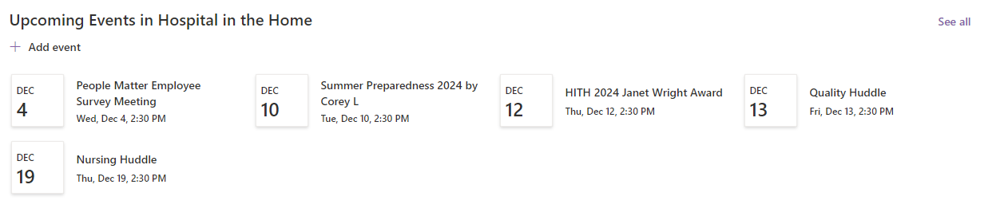 Upcoming Events in Hospital in the Home
See all
+ Add event
DEC
4
People Matter Employee
Survey Meeting
Wed, Dec 4, 2:30 PM
DEC
10
Summer Preparedness 2024 by
Corey L
Tue, Dec 10, 2:30 PM
DEC
12
HITH 2024 Janet Wright Award
Thu, Dec 12, 2:30 PM
DEC
13
Quality Huddle
Fri, Dec 13, 2:30 PM
DEC
19
Nursing Huddle
Thu, Dec 19, 2:30 PM